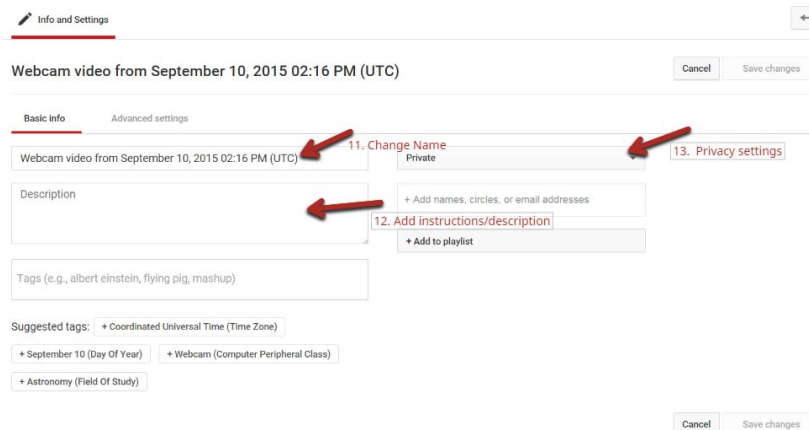 Info and Settings
Webcam video from September 10, 2015 02:16 PM (UTC)
Cancel
Save changes
Basic info
Advanced settings
11. Change Name
Webcam video from September 10, 2015 02:16 PM (UTC)
Private
13. Privacy settings
Description
+ Add names, circles, or email addresses
12. Add instructions/description
+ Add to playlist
Tags (e.g., albert einstein, flying pig, mashup)
Suggested tags:
+ Coordinated Universal Time (Time Zone)
+ September 10 (Day Of Year)
+ Webcam (Computer Peripheral Class)
+ Astronomy (Field Of Study)
Cancel
Save changes